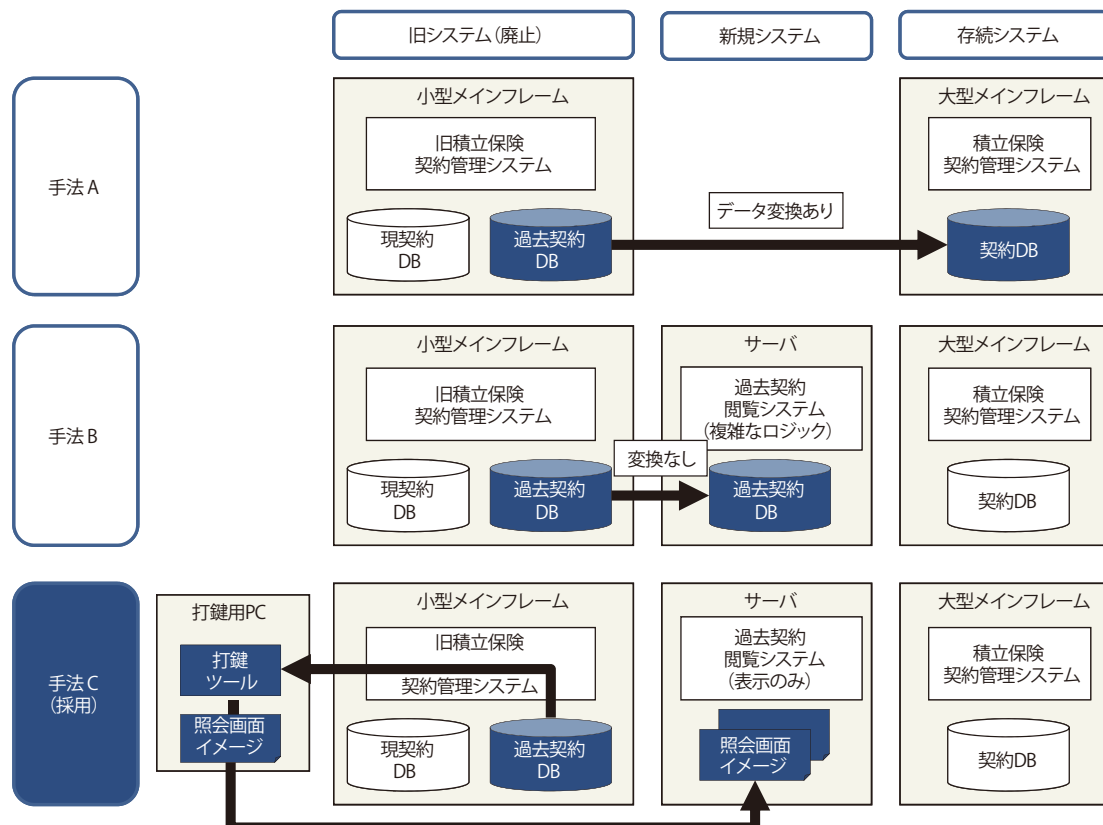 旧システム（廃止）
新規システム
存続システム
手法 A
小型メインフレーム
旧積立保険
契約管理システム
現契約
DB
過去契約
DB
データ変換あり
大型メインフレーム
積立保険
契約管理システム
契約DB
手法 B
小型メインフレーム
旧積立保険
契約管理システム
現契約
DB
過去契約
DB
変換なし
サーバ
過去契約
閲覧システム
（複雑なロジック）
過去契約
DB
大型メインフレーム
積立保険
契約管理システム
契約DB
手法 C
（採用）
打鍵用PC
打鍵
ツール
照会画面
イメージ
小型メインフレーム
旧積立保険
契約管理システム
現契約
DB
過去契約
DB
サーバ
過去契約
閲覧システム
（表示のみ）
照会画面
イメージ
大型メインフレーム
積立保険
契約管理システム
契約DB